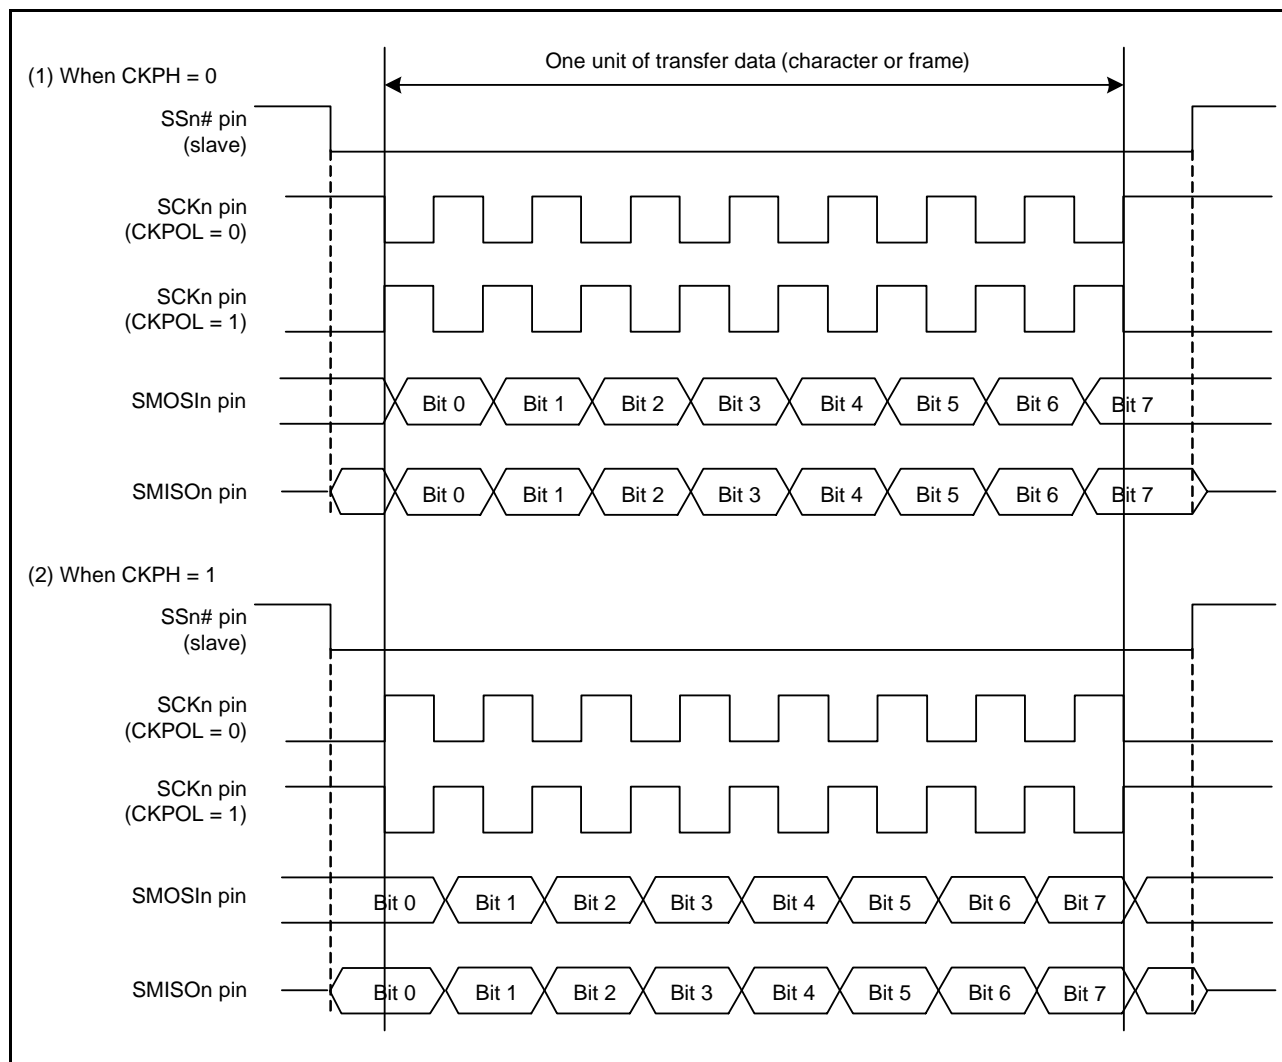 One unit of transfer data (character or frame)
(1) When CKPH = 0
SSn# pin
(slave)
SCKn pin
(CKPOL = 0)
SCKn pin
(CKPOL = 1)
SMOSIn pin
Bit 0 Bit 1 Bit 2 Bit 3 Bit 4 Bit 5 Bit 6 Bit 7
SMISOn pin
Bit 0 Bit 1 Bit 2 Bit 3 Bit 4 Bit 5 Bit 6 Bit 7
(2) When CKPH = 1
SSn# pin
(slave)
SCKn pin
(CKPOL = 0)
SCKn pin
(CKPOL = 1)
SMOSIn pin
Bit 0 Bit 1 Bit 2 Bit 3 Bit 4 Bit 5 Bit 6 Bit 7
SMISOn pin
Bit 0 Bit 1 Bit 2 Bit 3 Bit 4 Bit 5 Bit 6 Bit 7